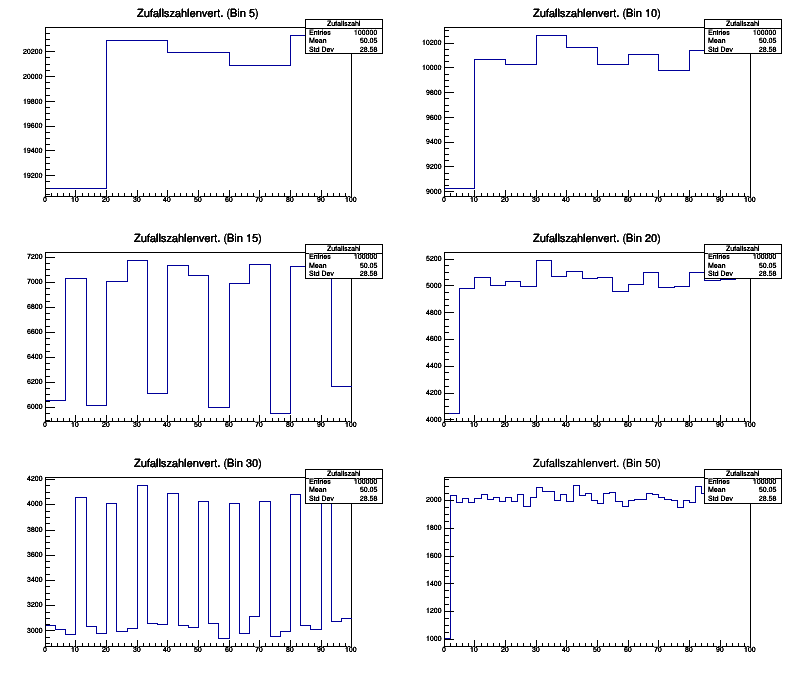 Zufallszahlenvert. (Bin 5)
Zufallszahl
Entries 100000
Mean 50.05
Std Dev 28.58
20200
20000
19800
19600
19400
19200
0 10 20 30 40 50 60 70 80 90 100
Zufallszahlenvert. (Bin 10)
Zufallszahl
Entries 100000
Mean 50.05
Std Dev 28.58
10200
10000
9800
9600
9400
9200
9000
0 10 20 30 40 50 60 70 80 90 100
Zufallszahlenvert. (Bin 15)
Zufallszahl
Entries 100000
Mean 50.05
Std Dev 28.58
7200
7000
6800
6600
6400
6200
6000
0 10 20 30 40 50 60 70 80 90 100
Zufallszahlenvert. (Bin 20)
Zufallszahl
Entries 100000
Mean 50.05
Std Dev 28.58
5200
5000
4800
4600
4400
4200
4000
0 10 20 30 40 50 60 70 80 90 100
Zufallszahlenvert. (Bin 30)
Zufallszahl
Entries 100000
Mean 50.05
Std Dev 28.58
4200
4000
3800
3600
3400
3200
3000
0 10 20 30 40 50 60 70 80 90 100
Zufallszahlenvert. (Bin 50)
Zufallszahl
Entries 100000
Mean 50.05
Std Dev 28.58
2000
1800
1600
1400
1200
1000
0 10 20 30 40 50 60 70 80 90 100